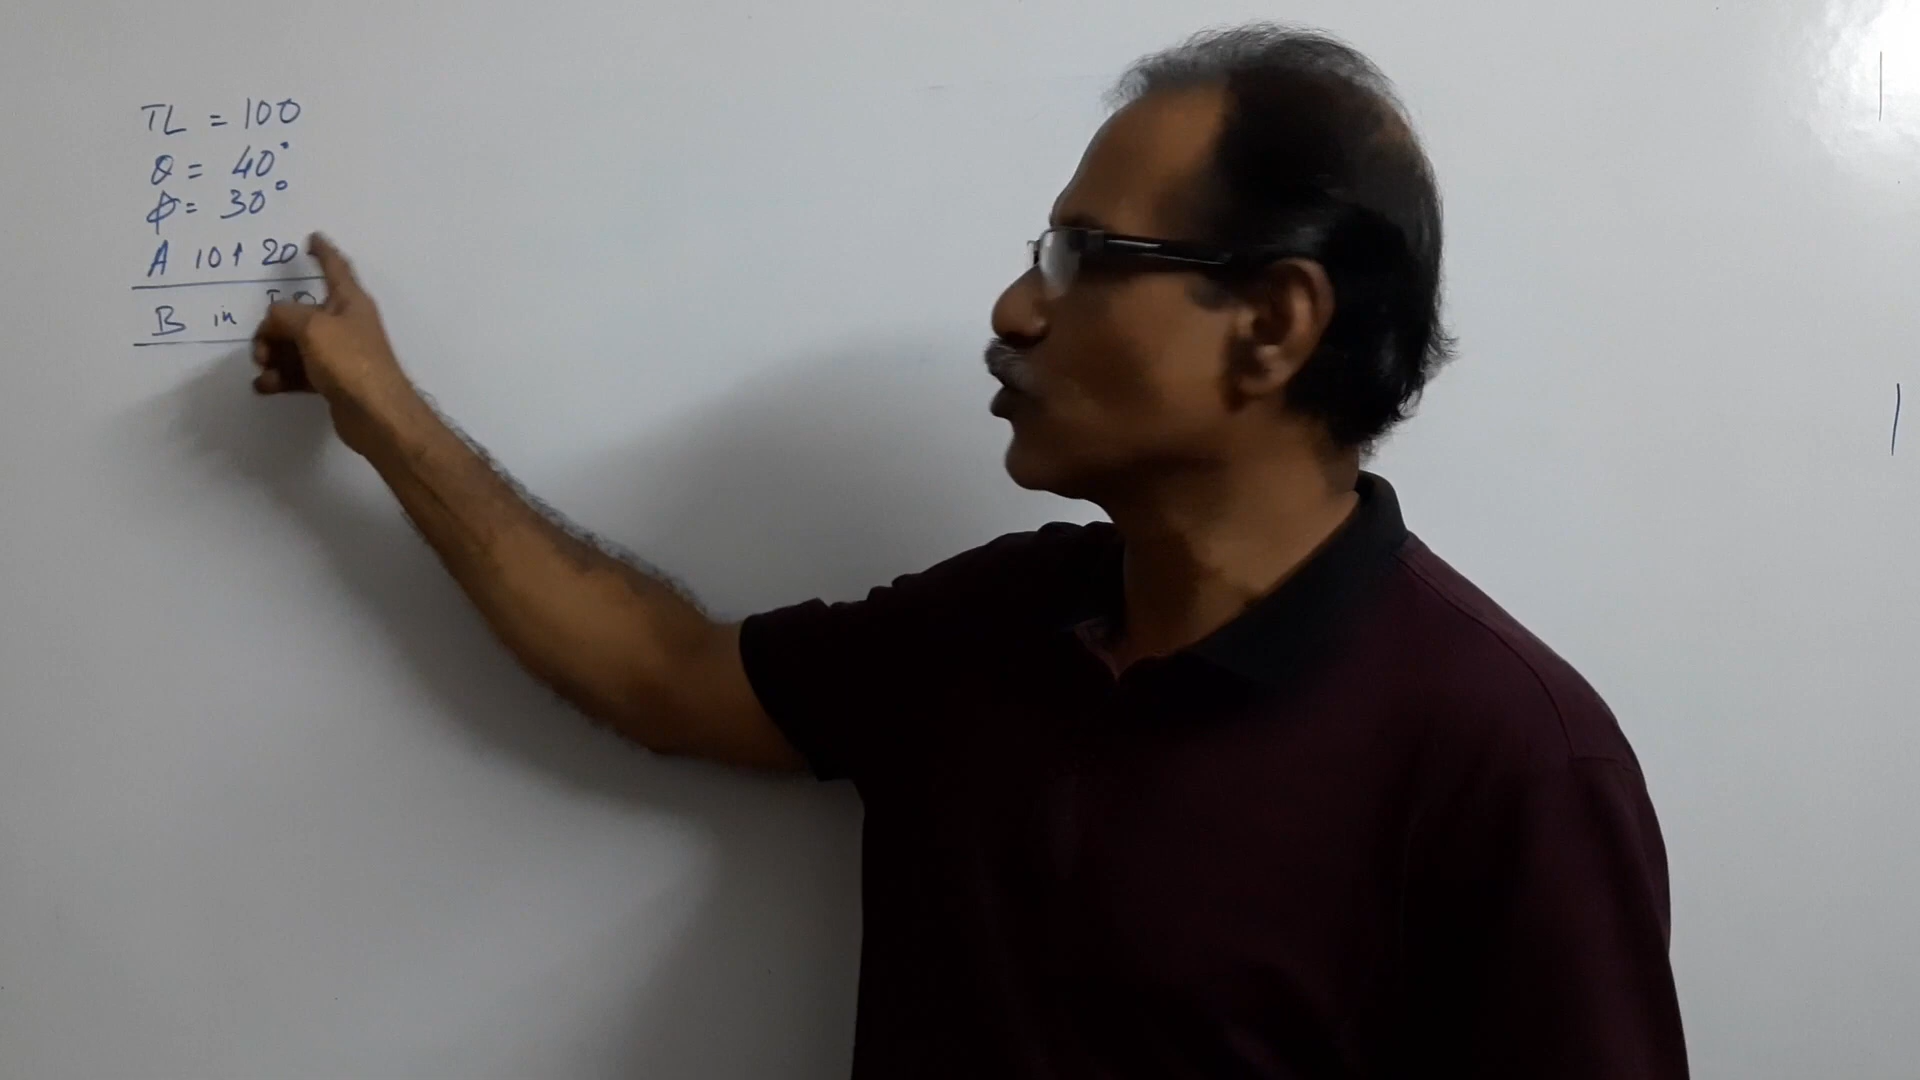 TL = 100
θ = 40°
φ = 30°
A 10↑ 20
B in